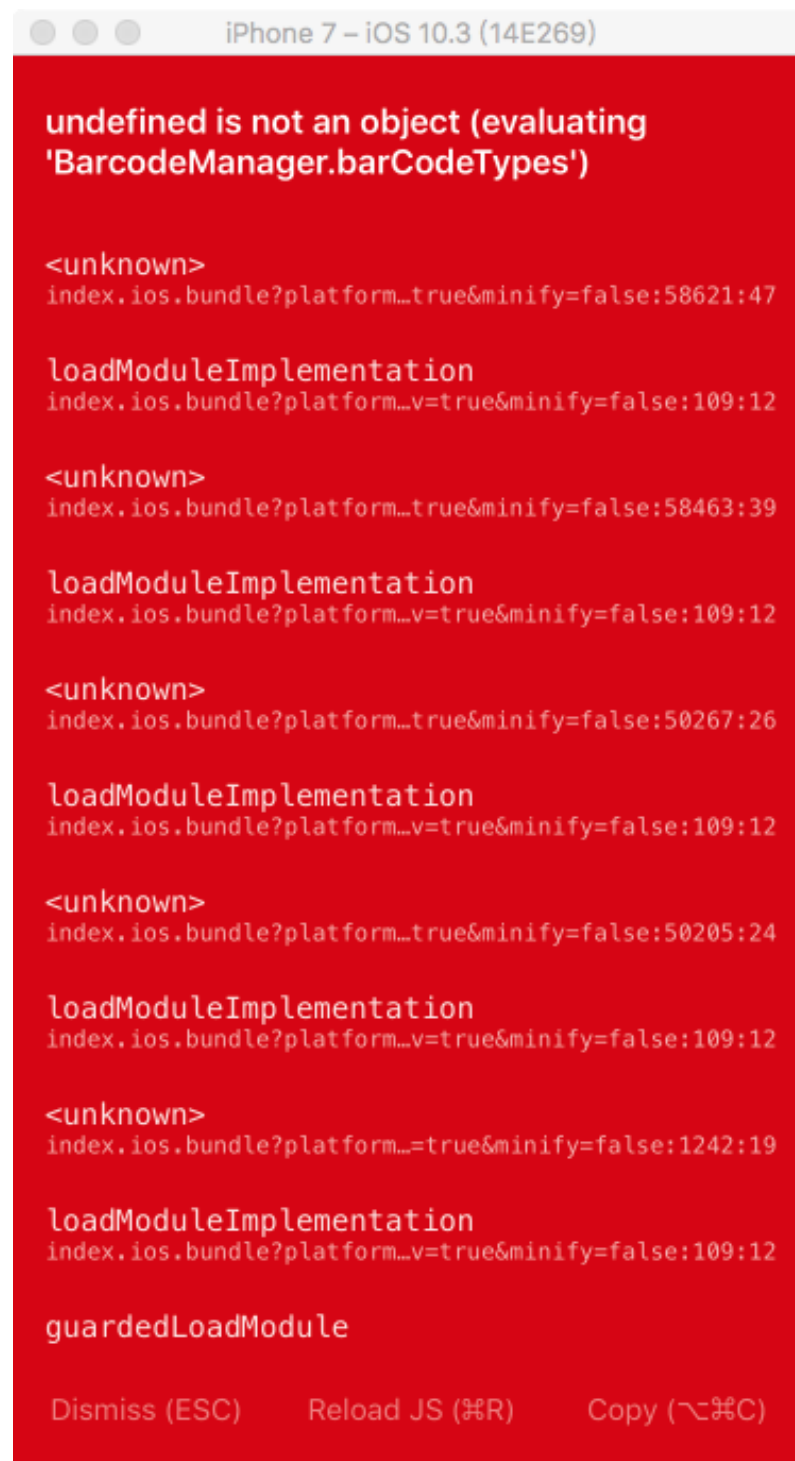 iPhone 7 – iOS 10.3 (14E269)
undefined is not an object (evaluating
'BarcodeManager.barCodeTypes')
<unknown>
index.ios.bundle?platform…true&minify=false:58621:47
loadModuleImplementation
index.ios.bundle?platform…v=true&minify=false:109:12
<unknown>
index.ios.bundle?platform…true&minify=false:58463:39
loadModuleImplementation
index.ios.bundle?platform…v=true&minify=false:109:12
<unknown>
index.ios.bundle?platform…true&minify=false:50267:26
loadModuleImplementation
index.ios.bundle?platform…v=true&minify=false:109:12
<unknown>
index.ios.bundle?platform…true&minify=false:50205:24
loadModuleImplementation
index.ios.bundle?platform…v=true&minify=false:109:12
<unknown>
index.ios.bundle?platform…=true&minify=false:1242:19
loadModuleImplementation
index.ios.bundle?platform…v=true&minify=false:109:12
guardedLoadModule
Dismiss (ESC) Reload JS (⌘R) Copy (⌥⌘C)